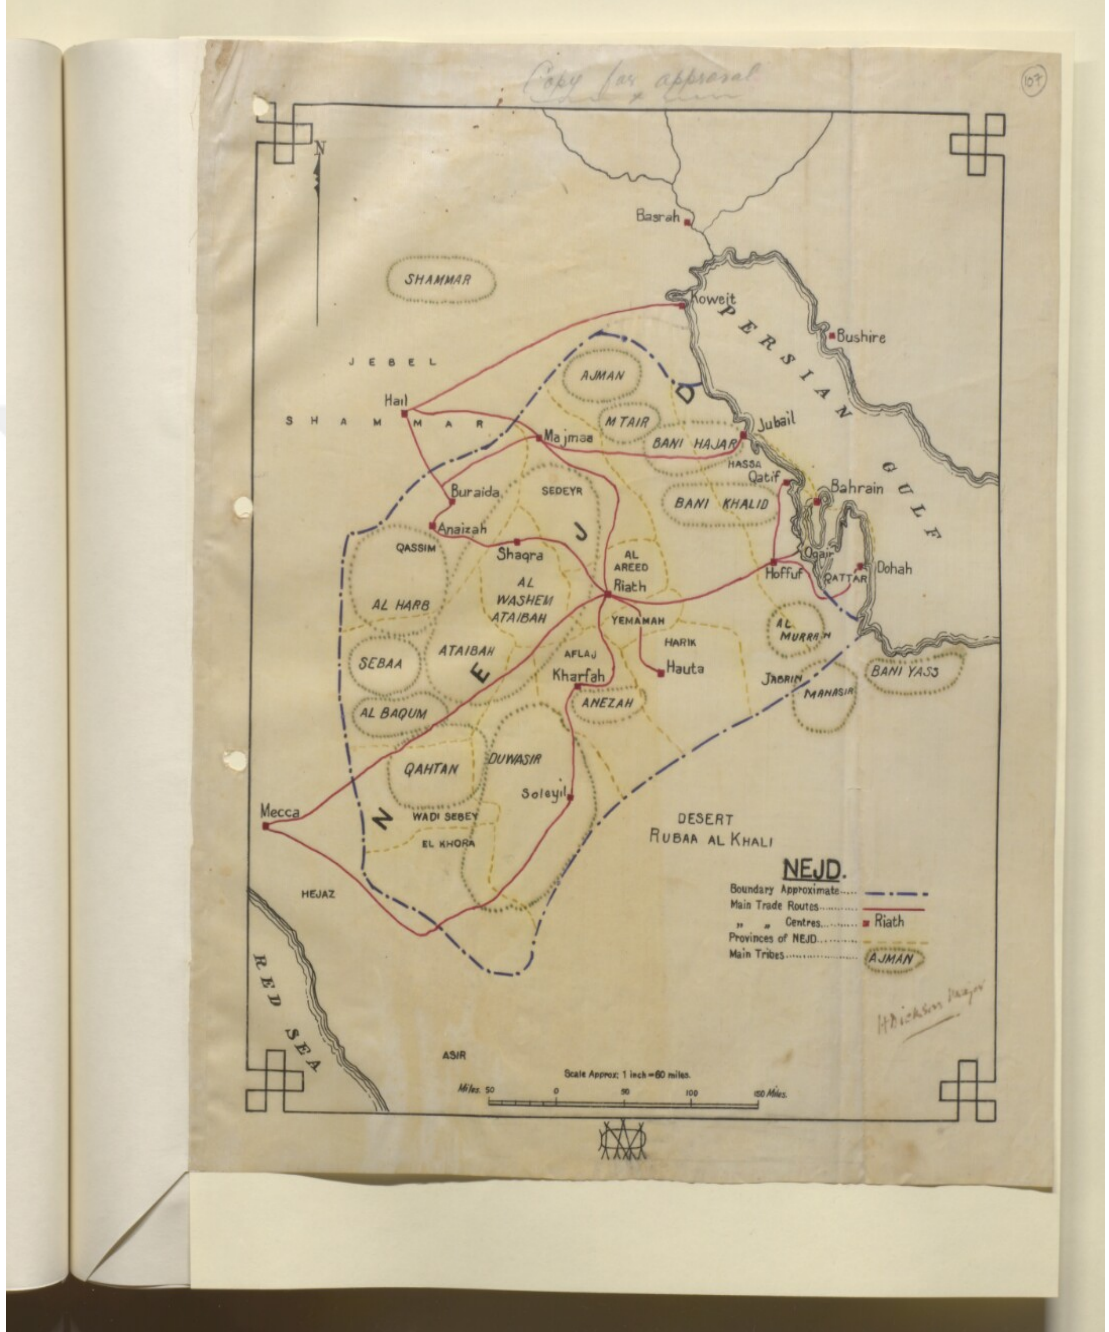 Copy for approval
107
N
Basrah
SHAMMAR
Koweit
PERSIAN GULF
Bushire
JEBEL
SHAMMAR
AJMAN
Hail
MTAIR
Majmaa
BANI HAJAR
Jubail
HASSA
Qatif
Buraida
SEDEYR
BANI KHALID
Bahrain
Anaizah
QASSIM
Shaqra
AL
AREED
Oqair
Hoffuf
QATTAR
Dohah
AL HARB
AL
WASHEM
ATAIBAH
Riath
YEMAMAH
AL
MURRAH
SEBAA
ATAIBAH
AFLAJ
HARIK
Kharfah
Hauta
JABRIN
MANASIR
BANI YASS
AL BAQUM
ANEZAH
NEJD
QAHTAN
DUWASIR
Soleyil
Mecca
WADI SEBEY
EL KHORA
DESERT
RUBAA AL KHALI
HEJAZ
RED SEA
ASIR
NEJD.
Boundary Approximate....
Main Trade Routes..........
" " Centres......... Riath
Provinces of NEJD..........
Main Tribes.................. AJMAN
HDickson Major
Scale Approx: 1 inch = 60 miles.
Miles. 50 0 50 100 150 Miles.